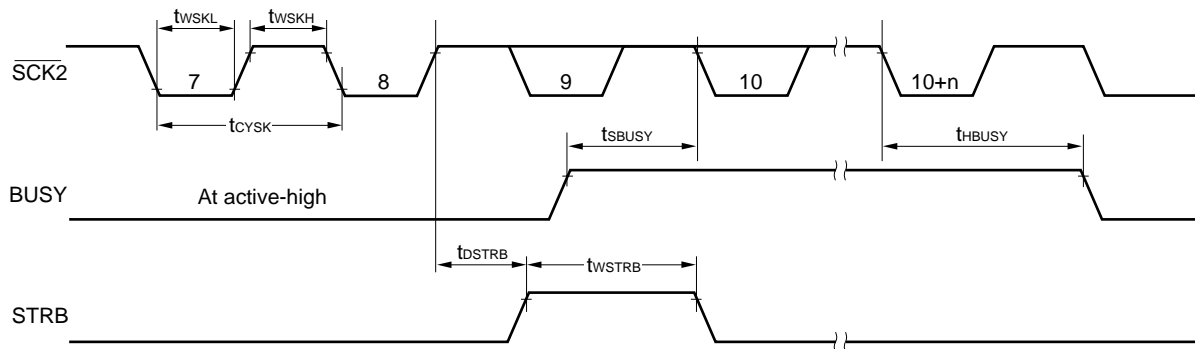 tWSKL
tWSKH
SCK2
7
8
9
10
10+n
tCYSK
tSBUSY
tHBUSY
BUSY
At active-high
tDSTRB
tWSTRB
STRB